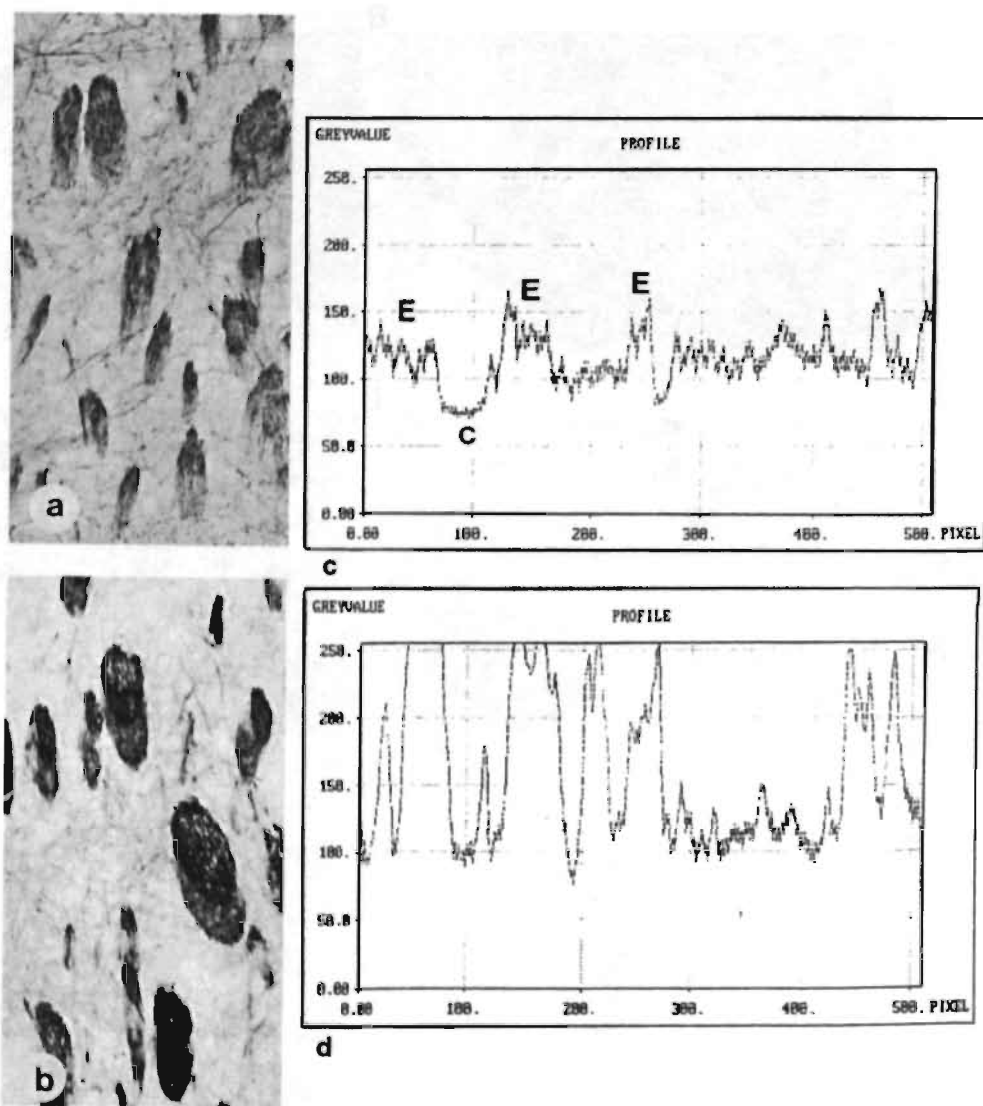 a
GREYVALUE
PROFILE
250.
200.
150.
100.
50.0
0.00
E
E
E
C
0.00 100. 200. 300. 400. 500. PIXEL
c
b
GREYVALUE
PROFILE
250.
200.
150.
100.
50.0
0.00
0.00 100. 200. 300. 400. 500. PIXEL
d